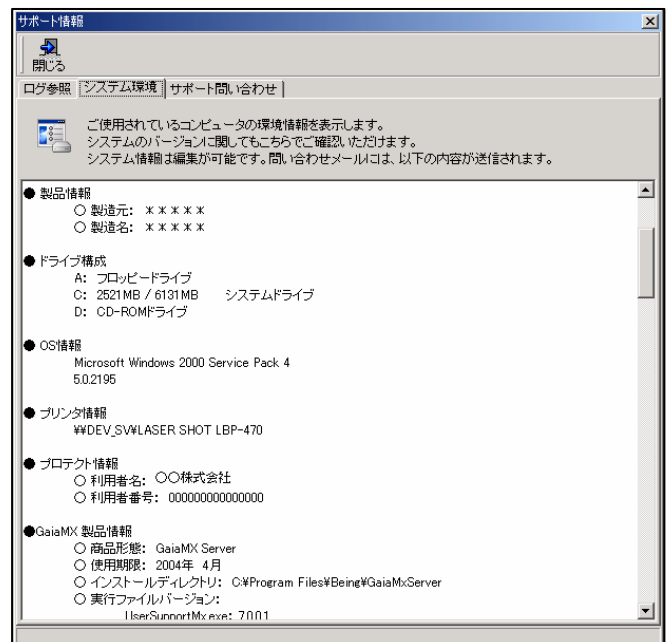 サポート情報
閉じる
ログ参照 システム環境 サポート問い合わせ
ご使用されているコンピュータの環境情報を表示します。
システムのバージョンに関してもこちらでご確認いただけます。
システム情報は編集が可能です。問い合わせメールには、以下の内容が送信されます。
● 製品情報
○ 製造元: ＊＊＊＊＊
○ 製造名: ＊＊＊＊＊
● ドライブ構成
A: フロッピードライブ
C: 2521MB / 6131MB システムドライブ
D: CD-ROMドライブ
● OS情報
Microsoft Windows 2000 Service Pack 4
5.0.2195
● プリンタ情報
¥¥DEV_SV¥LASER SHOT LBP-470
● プロテクト情報
○ 利用者名: ○○株式会社
○ 利用者番号: 000000000000000
●GaiaMX 製品情報
○ 商品形態: GaiaMX Server
○ 使用期限: 2004年 4月
○ インストールディレクトリ: C:¥Program Files¥Being¥GaiaMxServer
○ 実行ファイルバージョン:
UserSupportMx.exe: 7.0.0.1